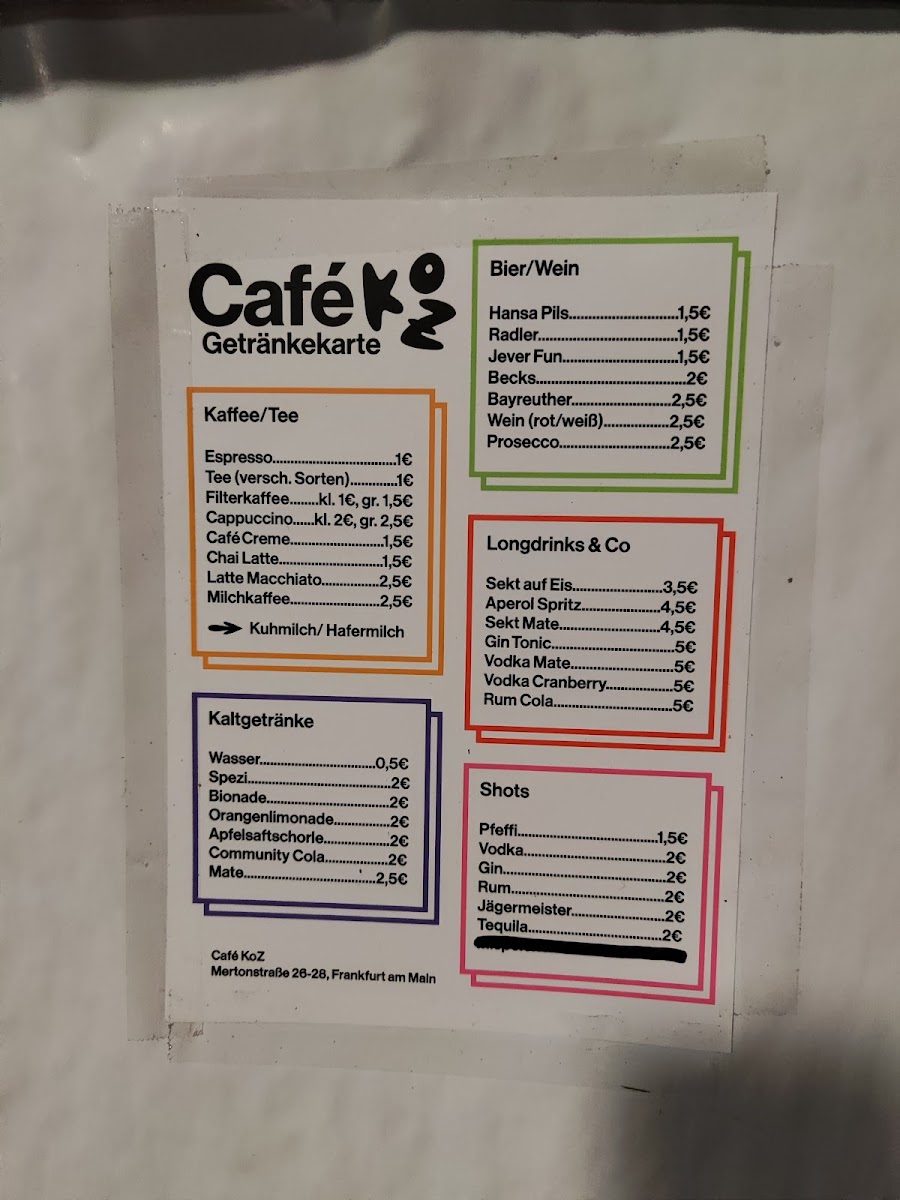 Café KoZ
Getränkekarte
Kaffee/Tee
Espresso..............................1€
Tee (versch. Sorten)...........1€
Filterkaffee.......kl. 1€, gr. 1,5€
Cappuccino.....kl. 2€, gr. 2,5€
Café Creme.......................1,5€
Chai Latte.........................1,5€
Latte Macchiato..............2,5€
Milchkaffee......................2,5€
Kuhmilch/ Hafermilch
Kaltgetränke
Wasser............................0,5€
Spezi...................................2€
Bionade..............................2€
Orangenlimonade..............2€
Apfelsaftschorle................2€
Community Cola...............2€
Mate................................2,5€
Café KoZ
Mertonstraße 26-28, Frankfurt am Main
Bier/Wein
Hansa Pils..........................1,5€
Radler..................................1,5€
Jever Fun............................1,5€
Becks.....................................2€
Bayreuther........................2,5€
Wein (rot/weiß)................2,5€
Prosecco...........................2,5€
Longdrinks & Co
Sekt auf Eis......................3,5€
Aperol Spritz...................4,5€
Sekt Mate.........................4,5€
Gin Tonic..............................5€
Vodka Mate.........................5€
Vodka Cranberry................5€
Rum Cola.............................5€
Shots
Pfeffi..................................1,5€
Vodka...................................2€
Gin........................................2€
Rum......................................2€
Jägermeister.......................2€
Tequila.................................2€